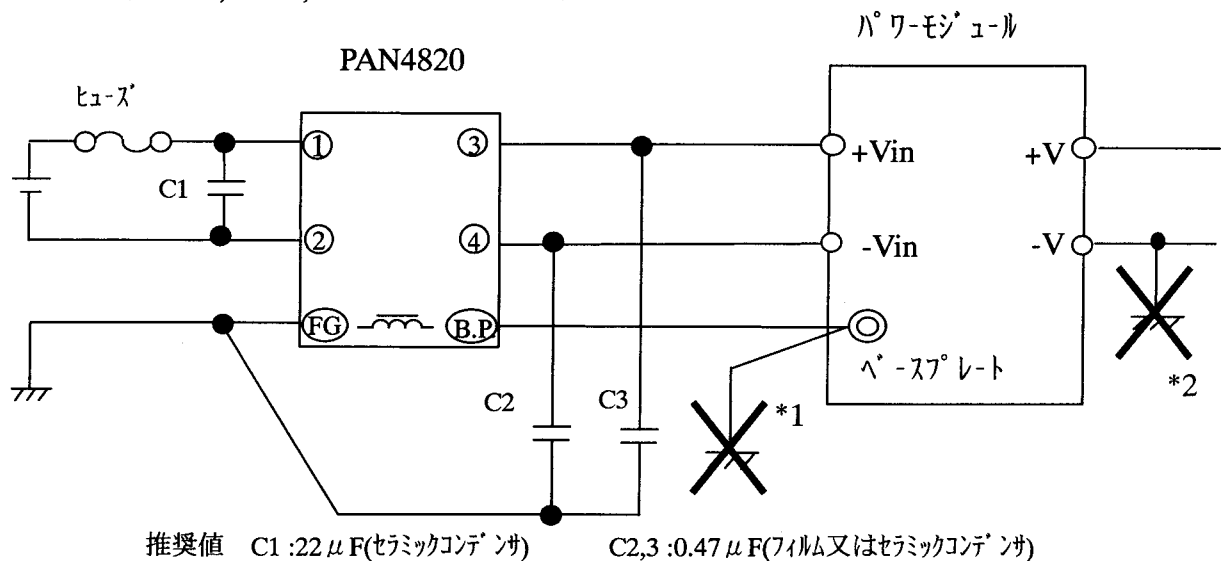 パワーモジュール
PAN4820
ヒューズ
①
③
+Vin
+V
C1
②
④
-Vin
-V
FG
B.P.
ベースプレート
*2
C2
C3
*1
推奨値 C1 :22μF(セラミックコンデンサ) C2,3 :0.47μF(フィルム又はセラミックコンデンサ)